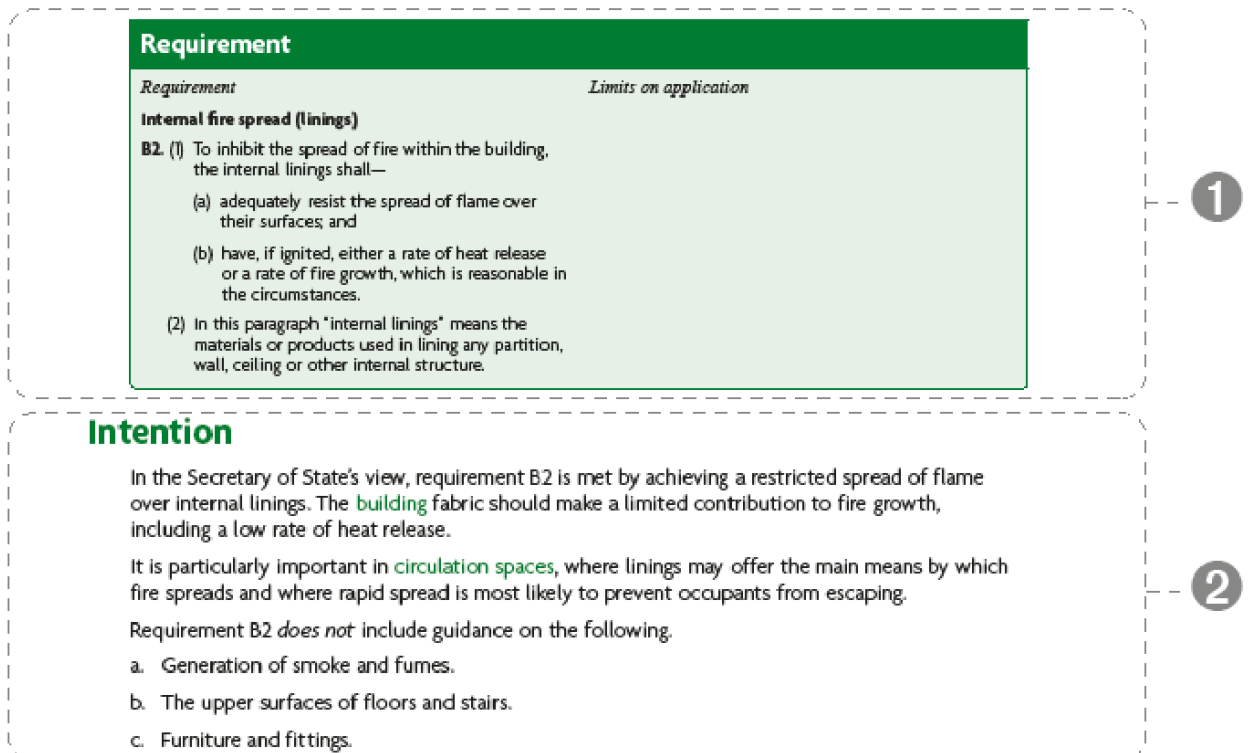 Requirement
Requirement Limits on application
Internal fire spread (linings)
B2. (1) To inhibit the spread of fire within the building,
the internal linings shall—
(a) adequately resist the spread of flame over
their surfaces; and
(b) have, if ignited, either a rate of heat release
or a rate of fire growth, which is reasonable in
the circumstances.
(2) In this paragraph "internal linings" means the
materials or products used in lining any partition,
wall, ceiling or other internal structure.
1
Intention
In the Secretary of State's view, requirement B2 is met by achieving a restricted spread of flame
over internal linings. The building fabric should make a limited contribution to fire growth,
including a low rate of heat release.
It is particularly important in circulation spaces, where linings may offer the main means by which
fire spreads and where rapid spread is most likely to prevent occupants from escaping.
Requirement B2 does not include guidance on the following.
a. Generation of smoke and fumes.
b. The upper surfaces of floors and stairs.
c. Furniture and fittings.
2